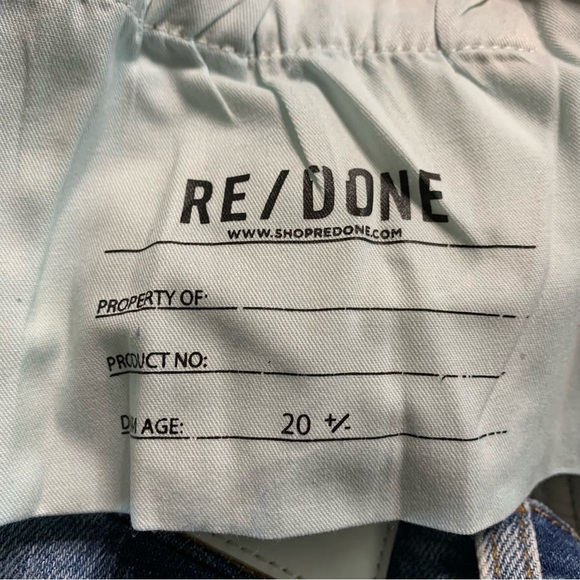 RE/DONE
WWW.SHOPREDONE.COM
PROPERTY OF:
PRODUCT NO:
AGE: 20 +/-